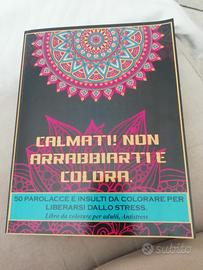 CALMATI! NON
ARRABBIARTI E
COLORA.
50 PAROLACCE E INSULTI DA COLORARE PER
LIBERARSI DALLO STRESS.
Libro da colorare per adulti, Antistress
subito